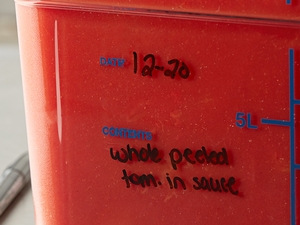 DATE 12-20
5L
CONTENTS
whole peeled
tom. in sauce